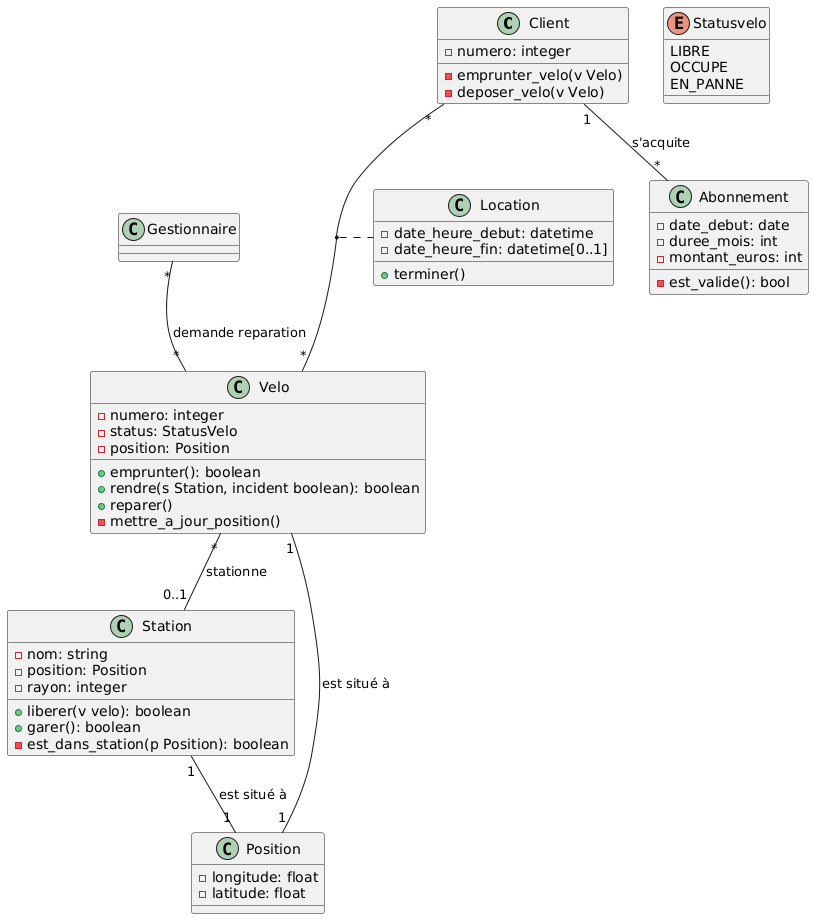 C Client
numero: integer
emprunter_velo(v Velo)
deposer_velo(v Velo)
E Statusvelo
LIBRE
OCCUPE
EN_PANNE
*
1
s'acquite
*
C Gestionnaire
C Location
date_heure_debut: datetime
date_heure_fin: datetime[0..1]
terminer()
C Abonnement
date_debut: date
duree_mois: int
montant_euros: int
est_valide(): bool
*
demande reparation
*
*
C Velo
numero: integer
status: StatusVelo
position: Position
emprunter(): boolean
rendre(s Station, incident boolean): boolean
reparer()
mettre_a_jour_position()
*
1
stationne
0..1
C Station
nom: string
position: Position
rayon: integer
liberer(v velo): boolean
garer(): boolean
est_dans_station(p Position): boolean
est situé à
1
est situé à
1
1
C Position
longitude: float
latitude: float